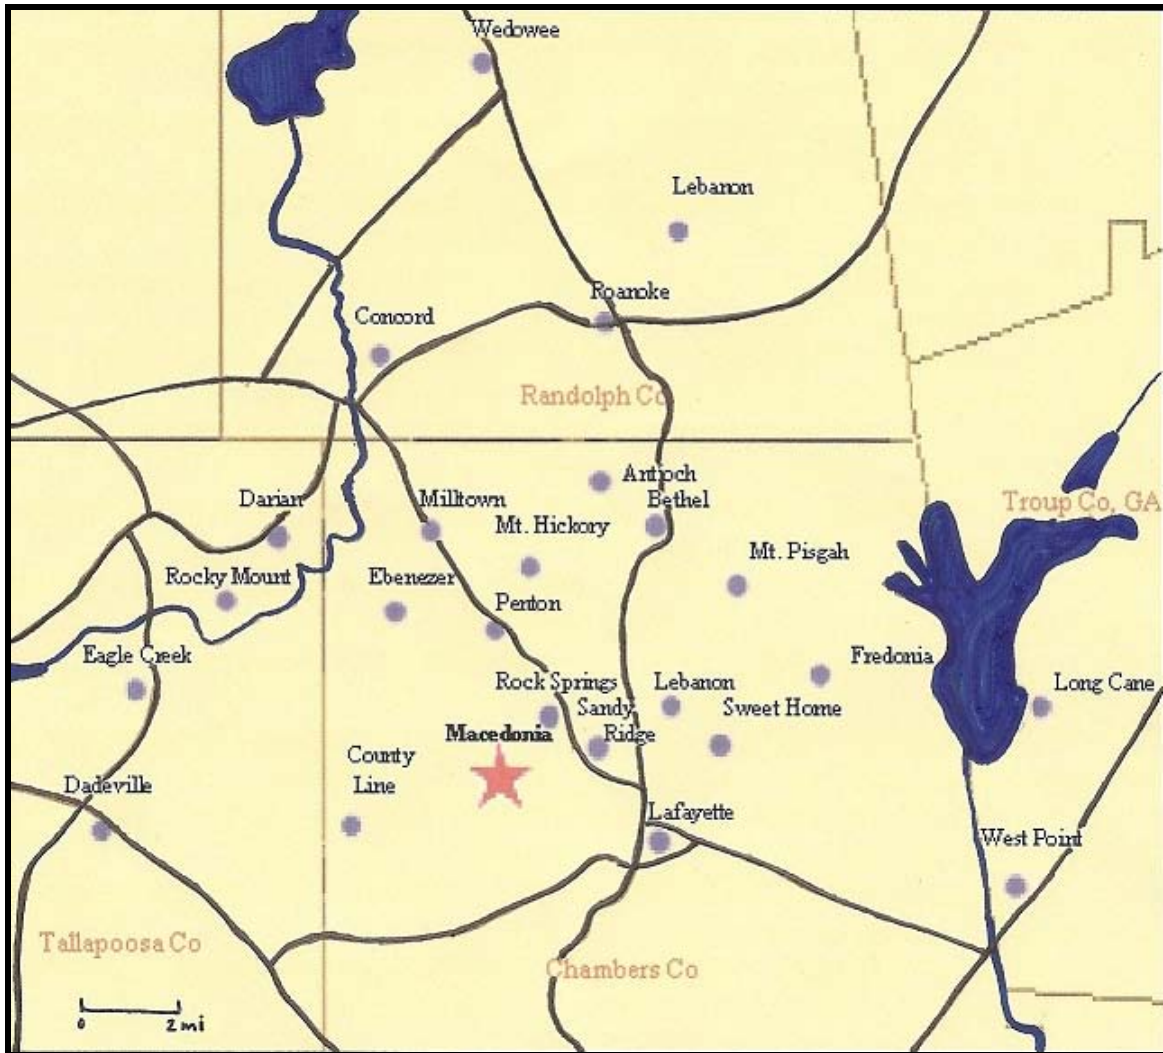 Wedowee
Lebanon
Roanoke
Concord
Randolph Co
Antioch
Darian
Milltown
Bethel
Troup Co, GA
Mt. Hickory
Mt. Pisgah
Rocky Mount
Ebenezer
Penton
Eagle Creek
Fredonia
Rock Springs
Lebanon
Long Cane
Sandy
Ridge
Sweet Home
Macedonia
County
Line
Dadeville
Lafayette
West Point
Tallapoosa Co
Chambers Co
0 2mi